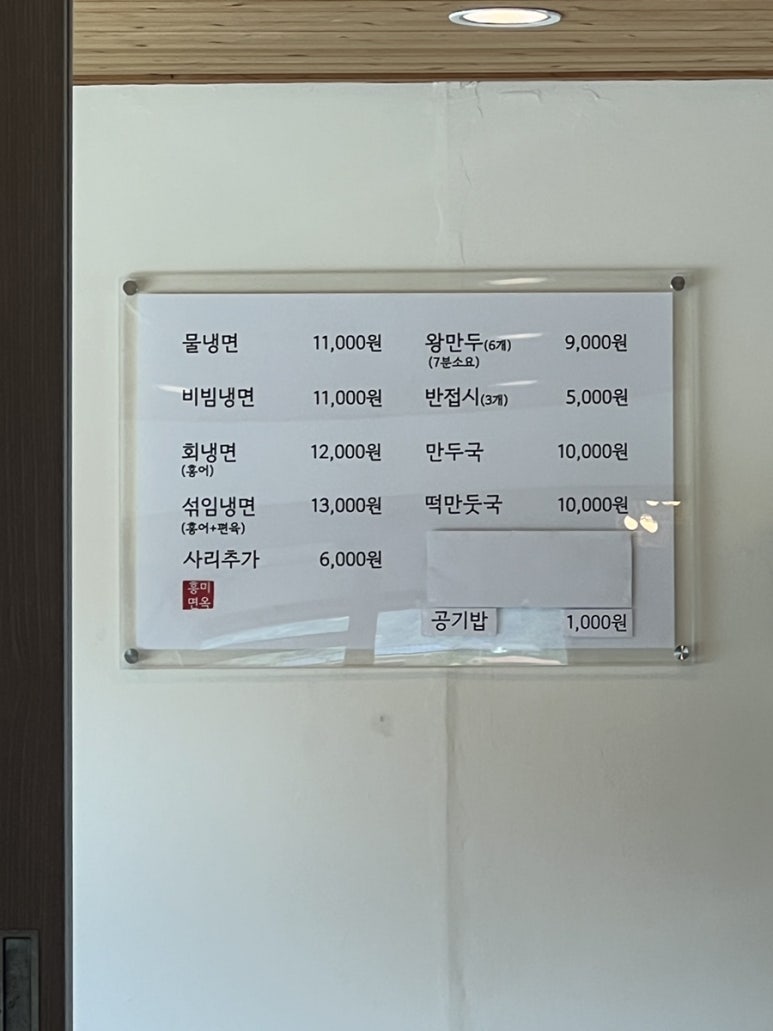 물냉면 11,000원
비빔냉면 11,000원
회냉면 12,000원
(홍어)
섞임냉면 13,000원
(홍어+편육)
사리추가 6,000원
흥미
면옥
왕만두(6개) 9,000원
(7분소요)
반접시(3개) 5,000원
만두국 10,000원
떡만둣국 10,000원
공기밥 1,000원